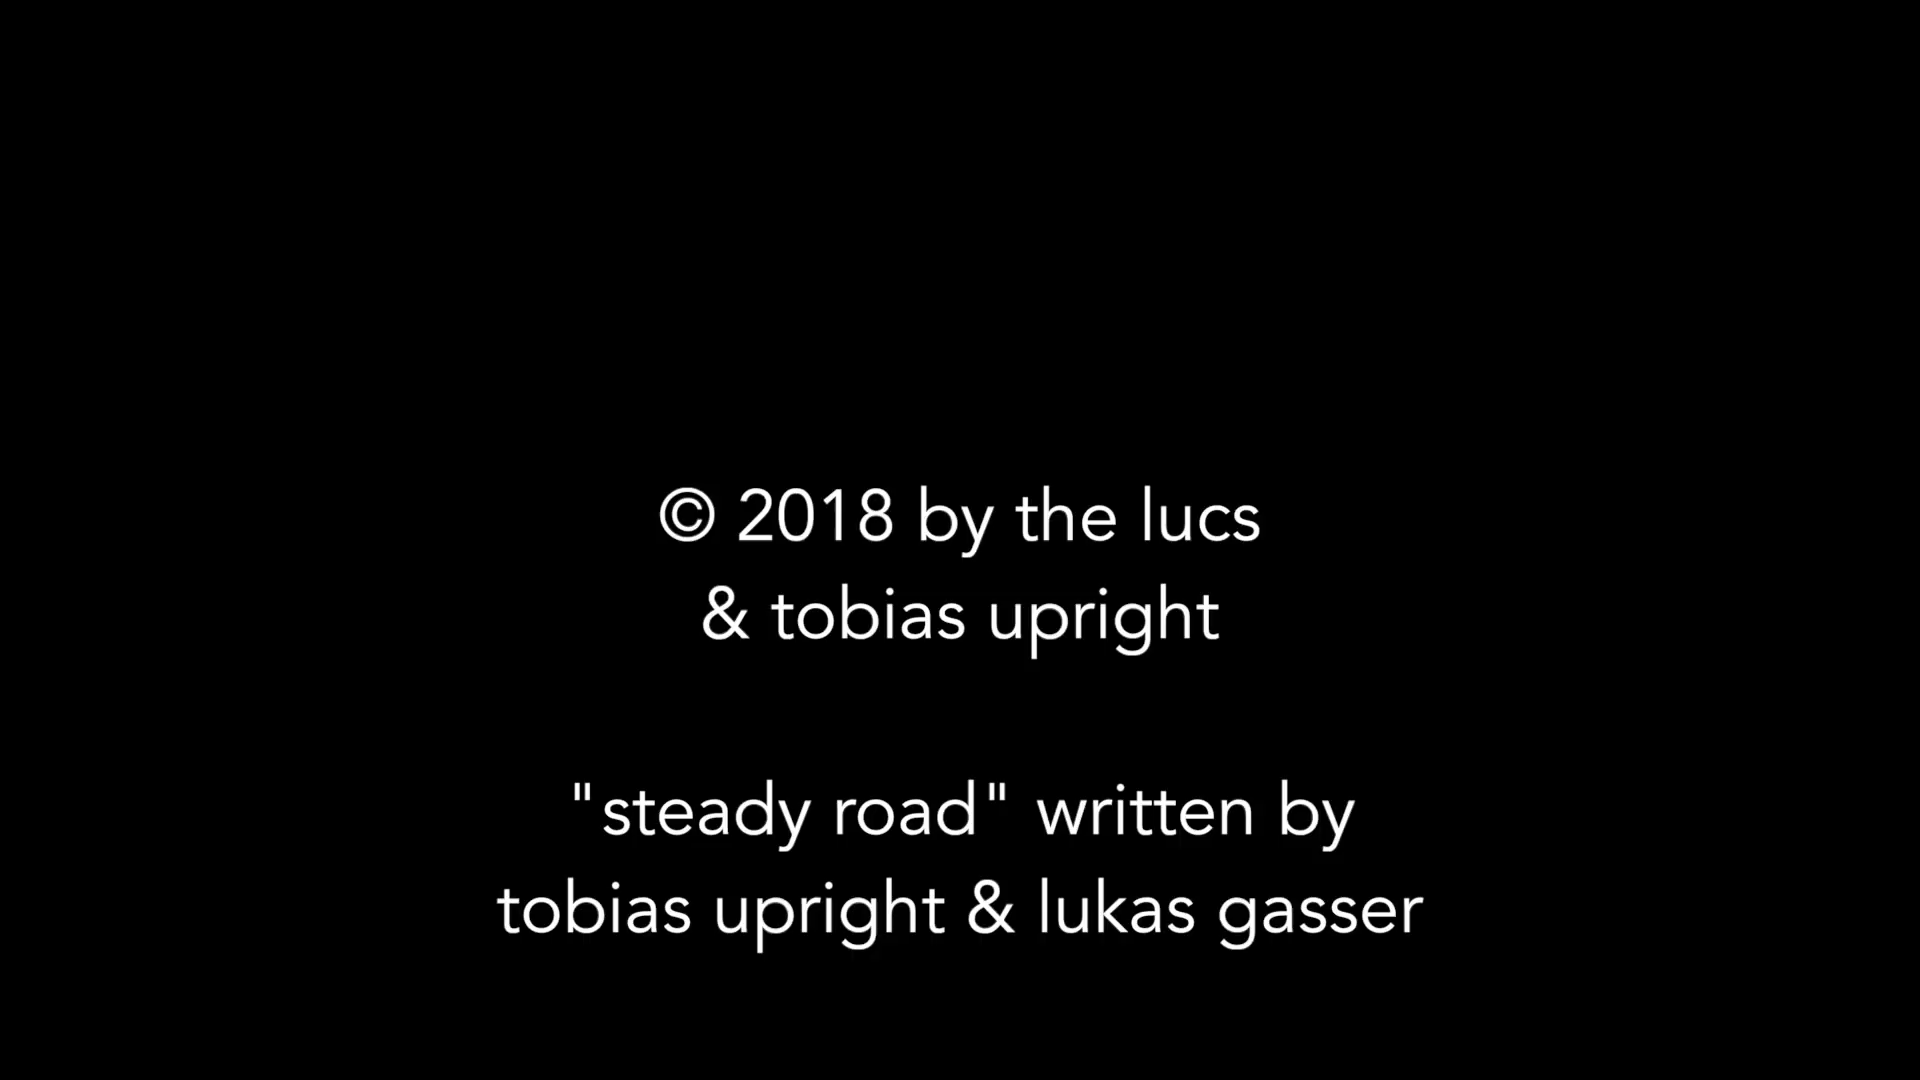 © 2018 by the lucs
& tobias upright
"steady road" written by
tobias upright & lukas gasser